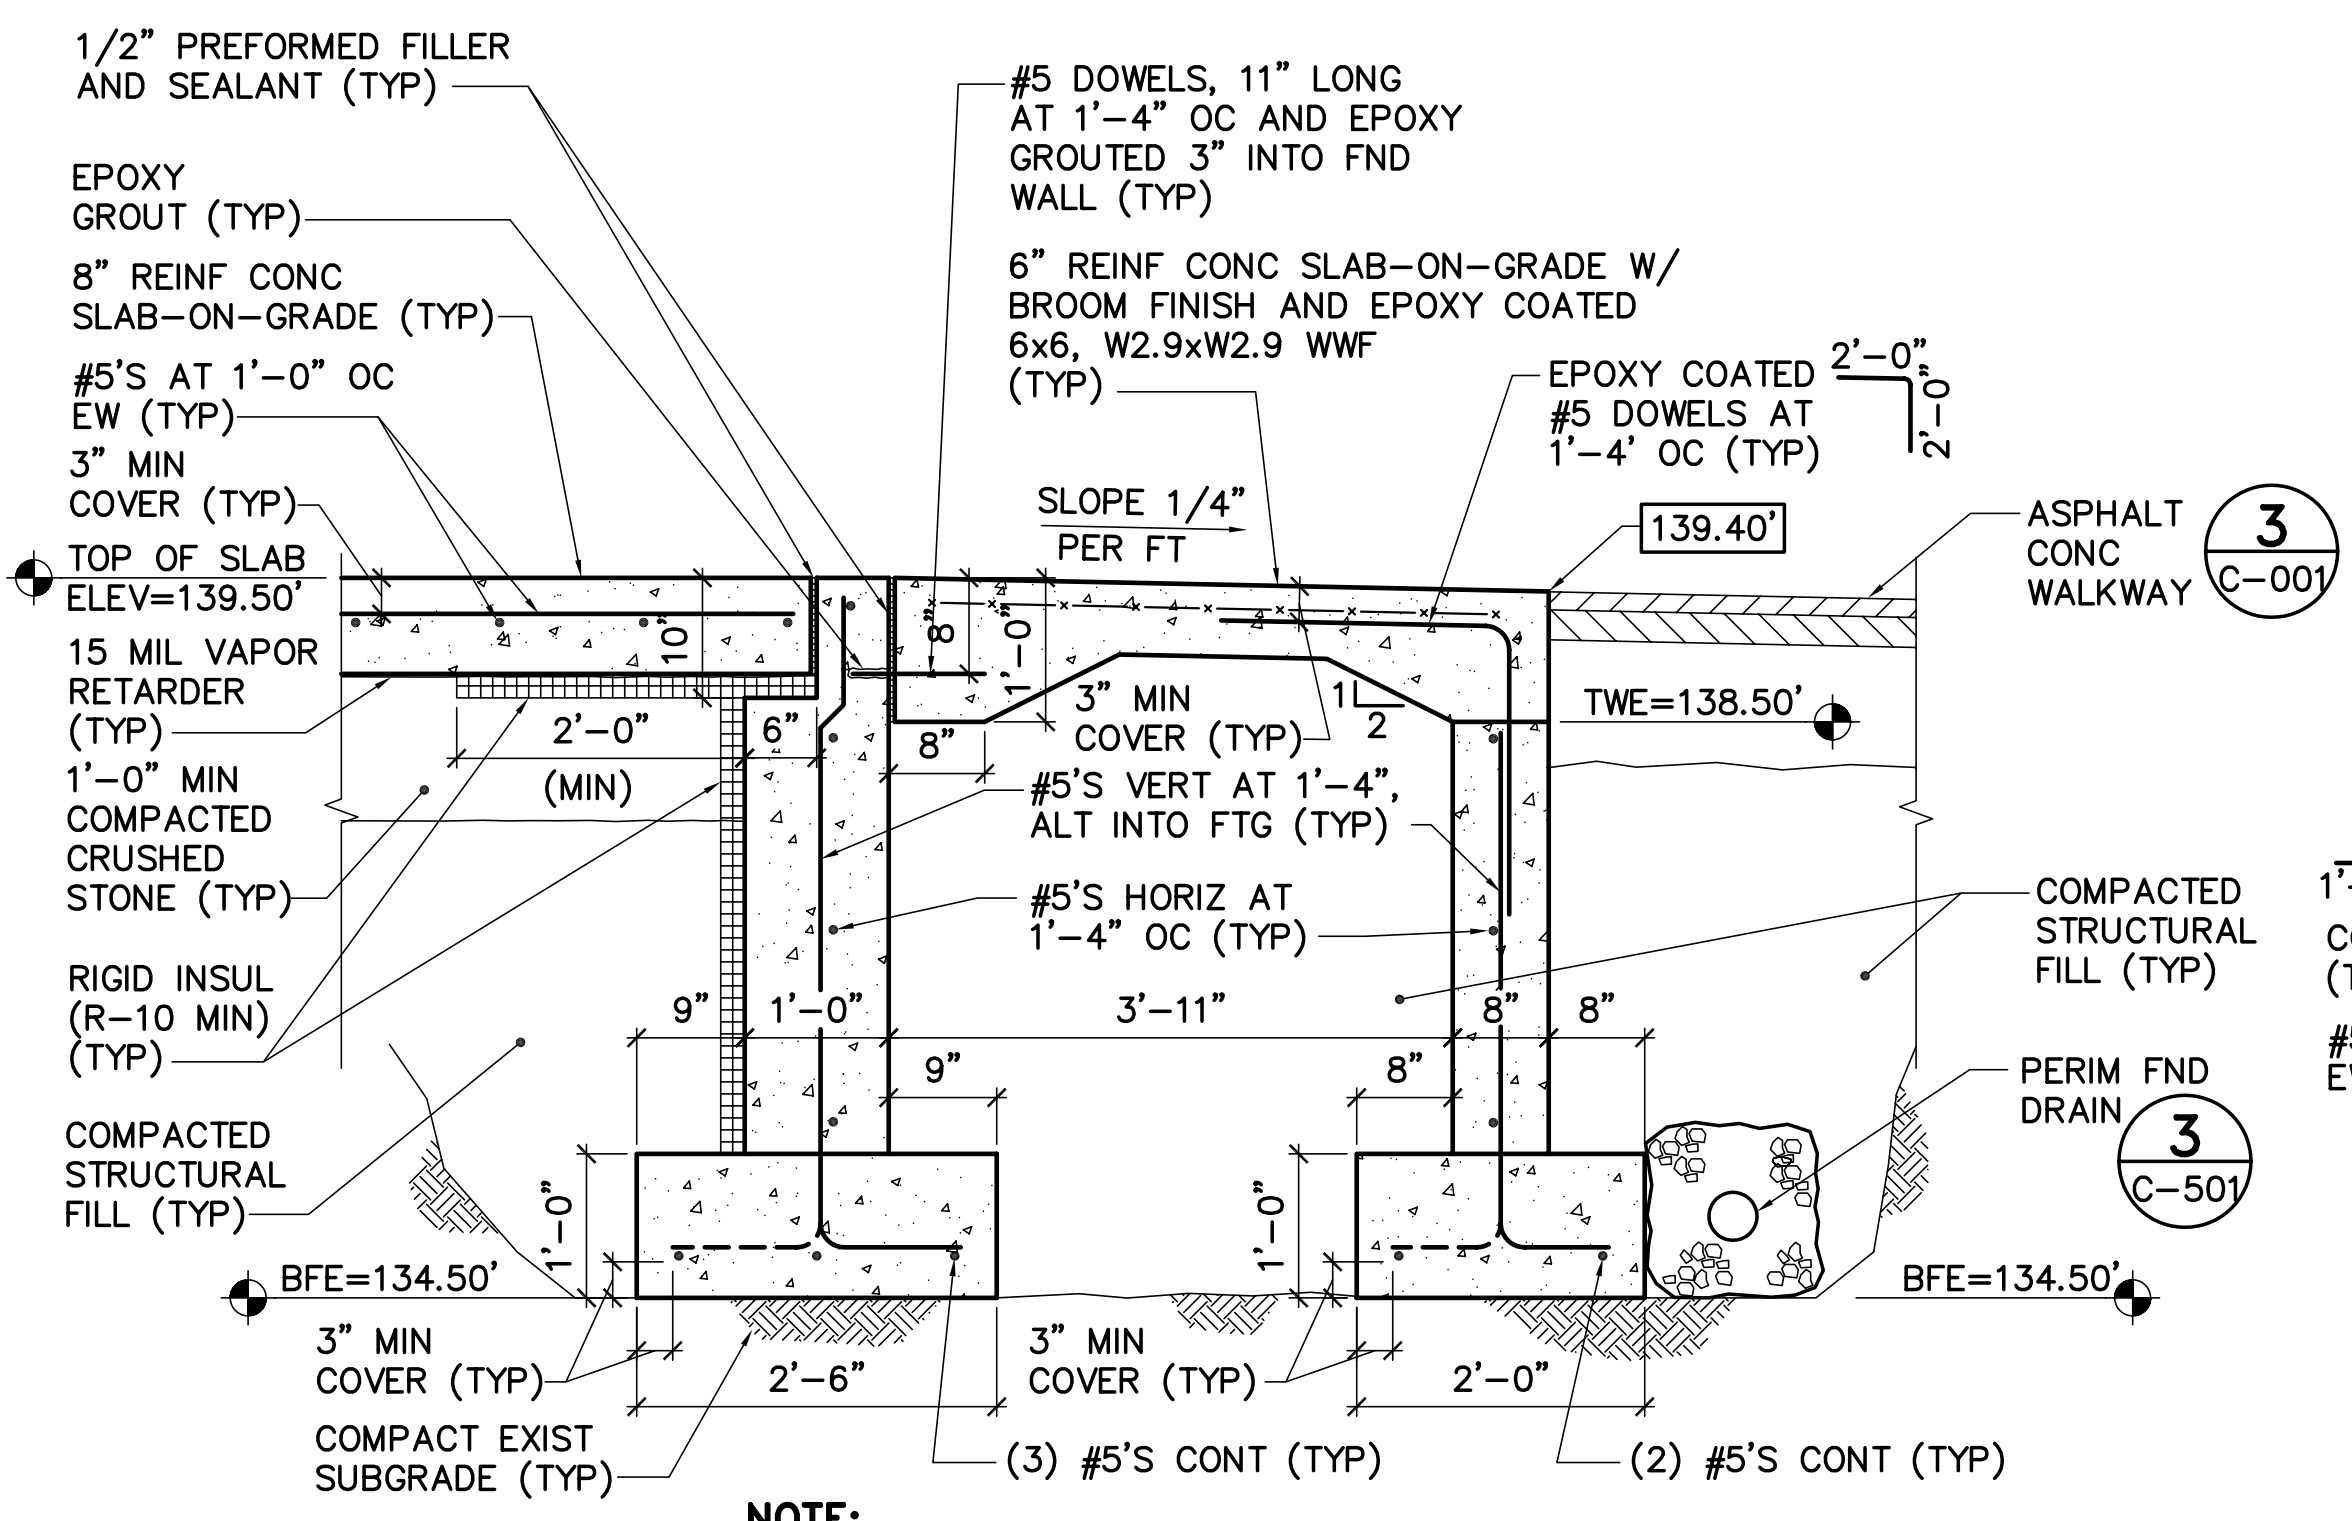 1/2” PREFORMED FILLER
AND SEALANT (TYP)
EPOXY
GROUT (TYP)
8” REINF CONC
SLAB-ON-GRADE (TYP)
#5'S AT 1'-0” OC
EW (TYP)
3” MIN
COVER (TYP)
TOP OF SLAB
ELEV=139.50'
15 MIL VAPOR
RETARDER
(TYP)
1'-0” MIN
COMPACTED
CRUSHED
STONE (TYP)
RIGID INSUL
(R-10 MIN)
(TYP)
COMPACTED
STRUCTURAL
FILL (TYP)
BFE=134.50'
3” MIN
COVER (TYP)
COMPACT EXIST
SUBGRADE (TYP)
#5 DOWELS, 11” LONG
AT 1'-4” OC AND EPOXY
GROUTED 3” INTO FND
WALL (TYP)
6” REINF CONC SLAB-ON-GRADE W/
BROOM FINISH AND EPOXY COATED
6x6, W2.9xW2.9 WWF
(TYP)
EPOXY COATED
#5 DOWELS AT
1'-4' OC (TYP)
2'-0”
2'-0”
SLOPE 1/4”
PER FT
139.40'
ASPHALT
CONC
WALKWAY
3
C-001
10”
8”
1'-0”
2'-0”
(MIN)
6”
8”
3” MIN
COVER (TYP)
1
2
TWE=138.50'
#5'S VERT AT 1'-4”,
ALT INTO FTG (TYP)
#5'S HORIZ AT
1'-4” OC (TYP)
COMPACTED
STRUCTURAL
FILL (TYP)
9”
1'-0”
3'-11”
8”
8”
9”
8”
PERIM FND
DRAIN
3
C-501
1'-0”
1'-0”
BFE=134.50'
3” MIN
COVER (TYP)
2'-6”
2'-0”
(3) #5'S CONT (TYP)
(2) #5'S CONT (TYP)
NOTE: